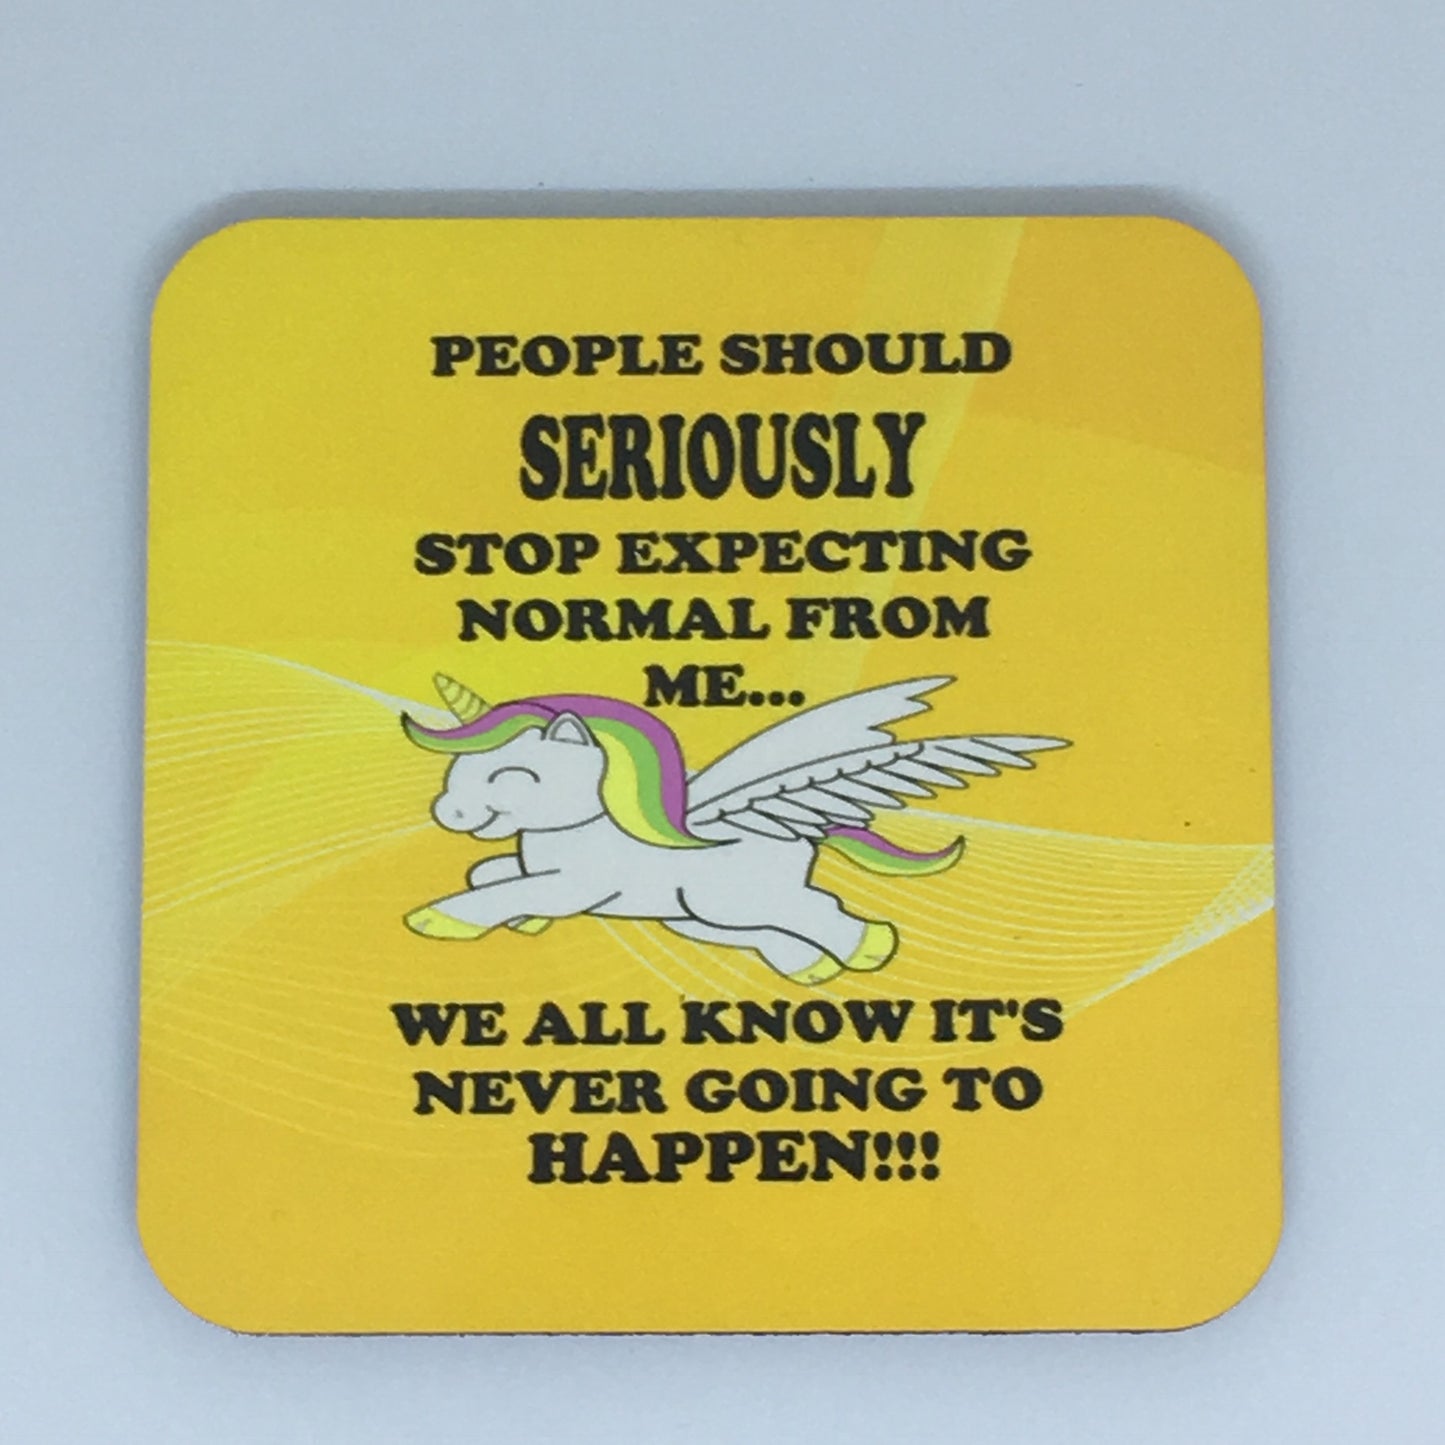 PEOPLE SHOULD
SERIOUSLY
STOP EXPECTING
NORMAL FROM
ME...
WE ALL KNOW IT'S
NEVER GOING TO
HAPPEN!!!